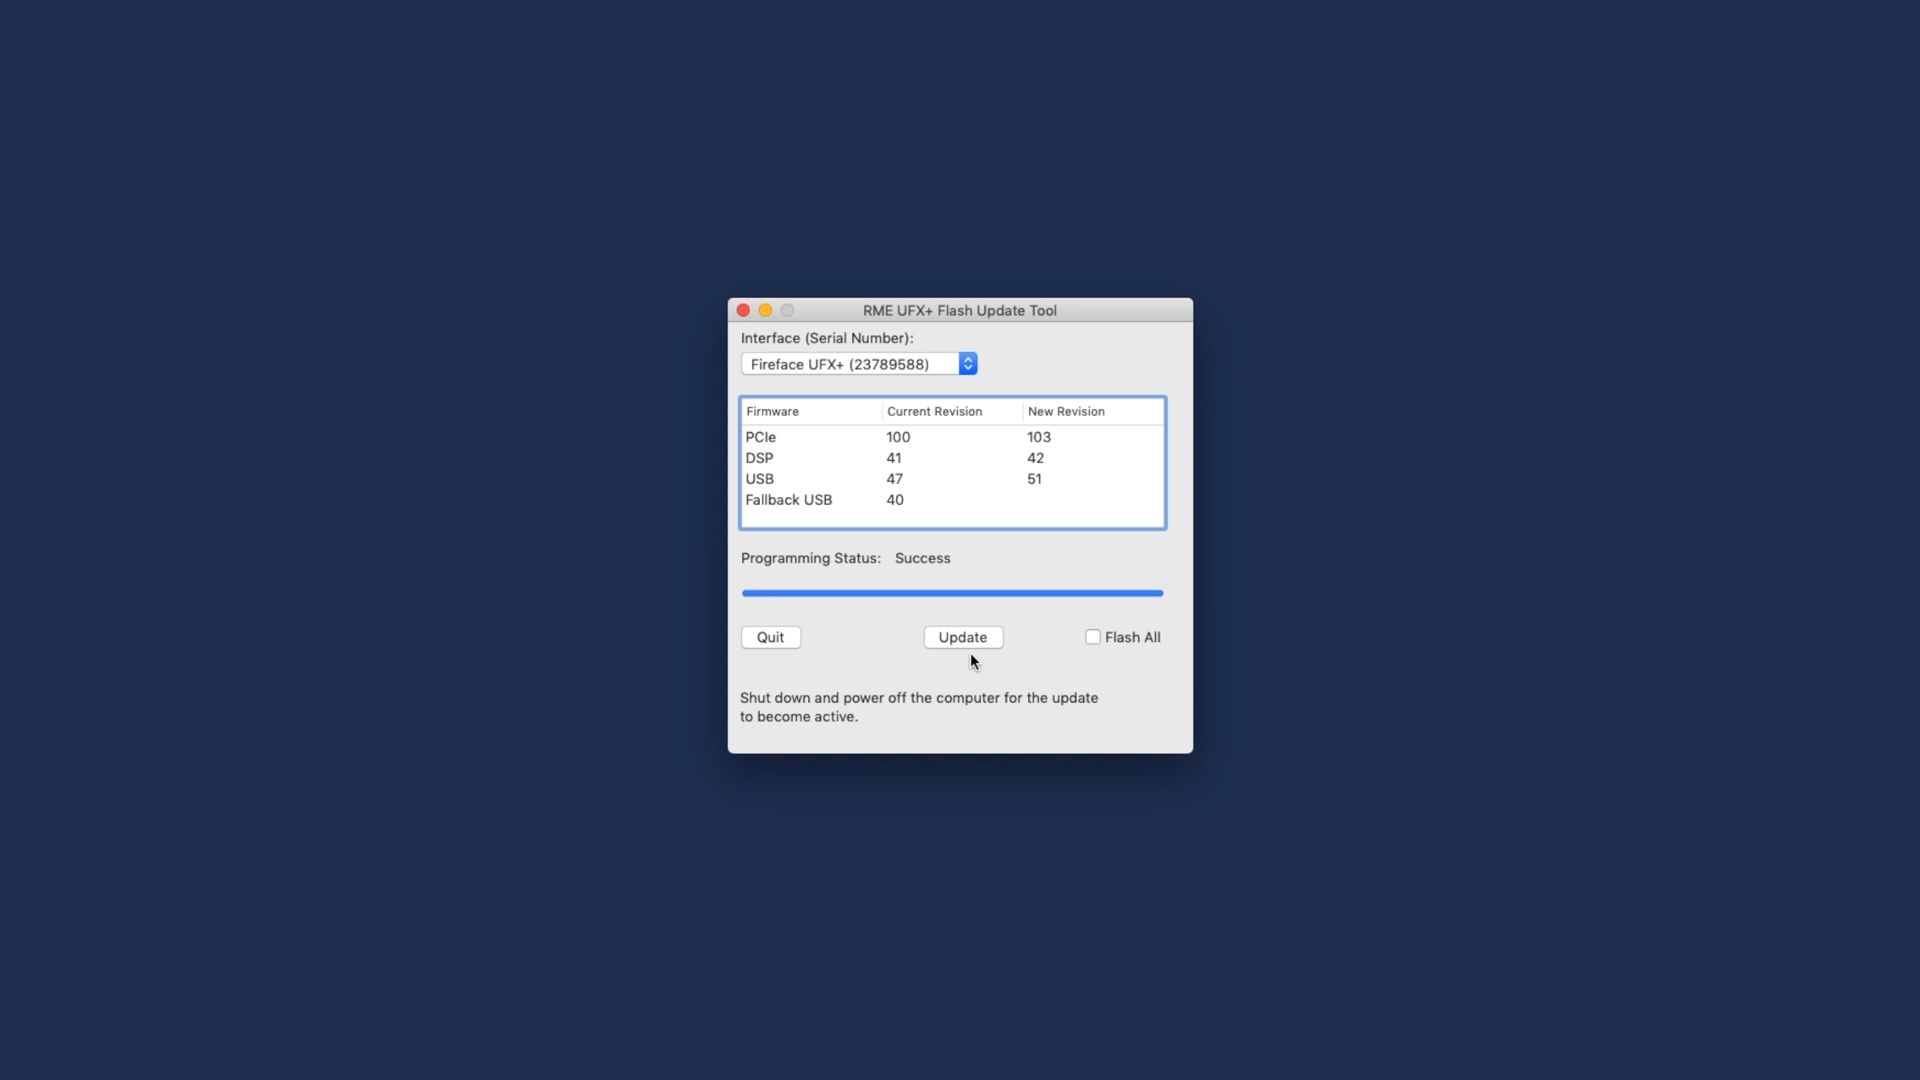 RME UFX+ Flash Update Tool
Interface (Serial Number):
Fireface UFX+ (23789588)
Firmware Current Revision New Revision
PCIe 100 103
DSP 41 42
USB 47 51
Fallback USB 40
Programming Status: Success
Quit Update Flash All
Shut down and power off the computer for the update
to become active.